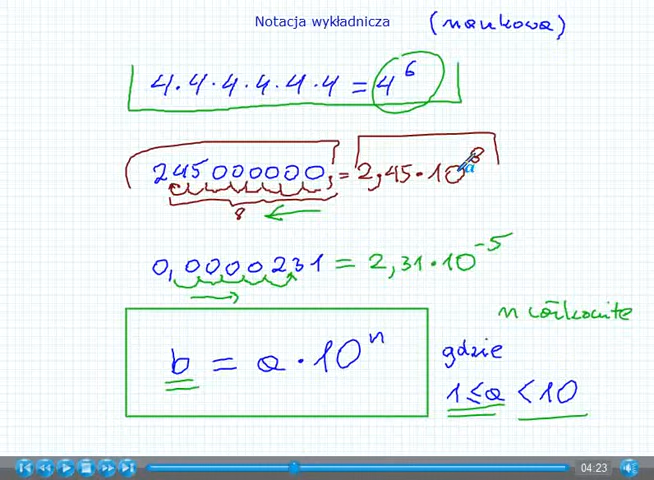 Notacja wykładnicza (naukowa)
4·4·4·4·4·4 = 4⁶
245000000, = 2,45·10⁸
8
0,0000231 = 2,31·10⁻⁵
n całkowite
b = a·10ⁿ gdzie
1 ≤ a < 10
04:23